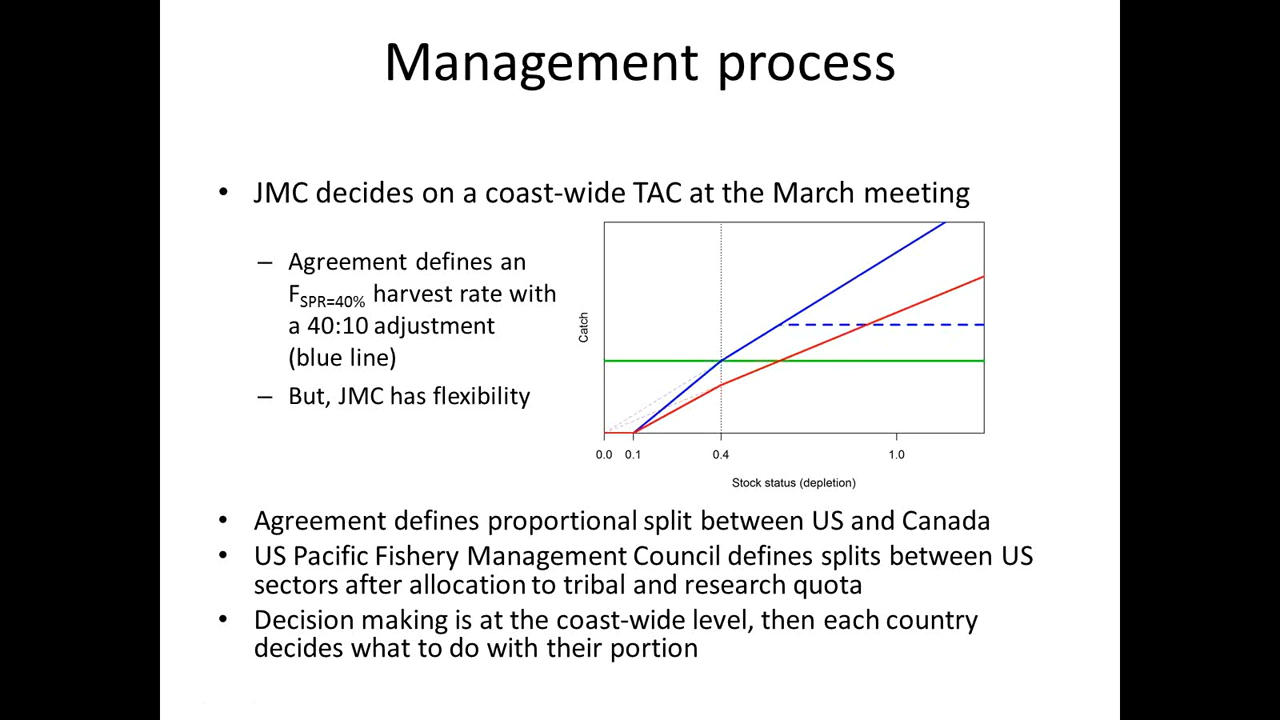 Management process
• JMC decides on a coast-wide TAC at the March meeting
– Agreement defines an
FSPR=40% harvest rate with
a 40:10 adjustment
(blue line)
– But, JMC has flexibility
Catch
0.0 0.1 0.4 1.0
Stock status (depletion)
• Agreement defines proportional split between US and Canada
• US Pacific Fishery Management Council defines splits between US
sectors after allocation to tribal and research quota
• Decision making is at the coast-wide level, then each country
decides what to do with their portion